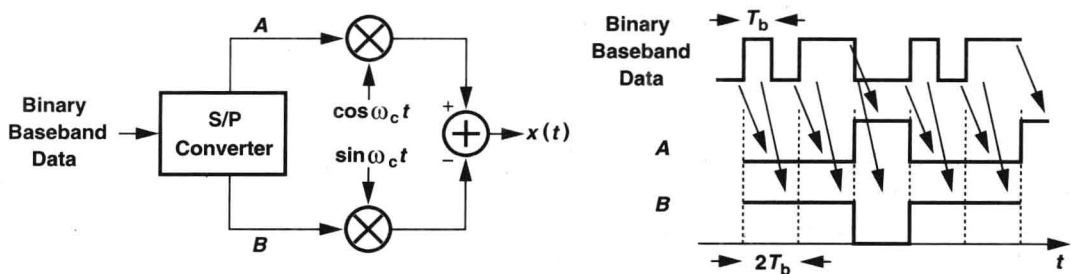 A
Binary
Baseband
Data
S/P
Converter
cos ω_c t
sin ω_c t
+
−
x(t)
B
T_b
Binary
Baseband
Data
A
B
2T_b
t